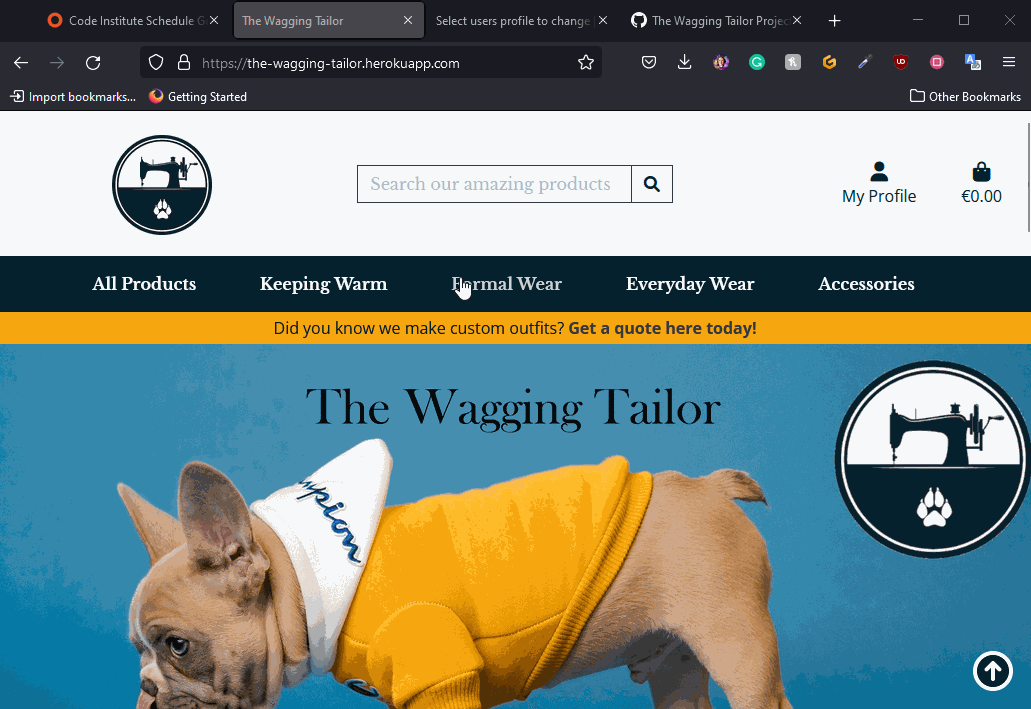 Code Institute Schedule G
The Wagging Tailor
Select users profile to change
The Wagging Tailor Projec
https://the-wagging-tailor.herokuapp.com
Import bookmarks...
Getting Started
Other Bookmarks
Search our amazing products
My Profile
€0.00
All Products
Keeping Warm
Formal Wear
Everyday Wear
Accessories
Did you know we make custom outfits? Get a quote here today!
The Wagging Tailor